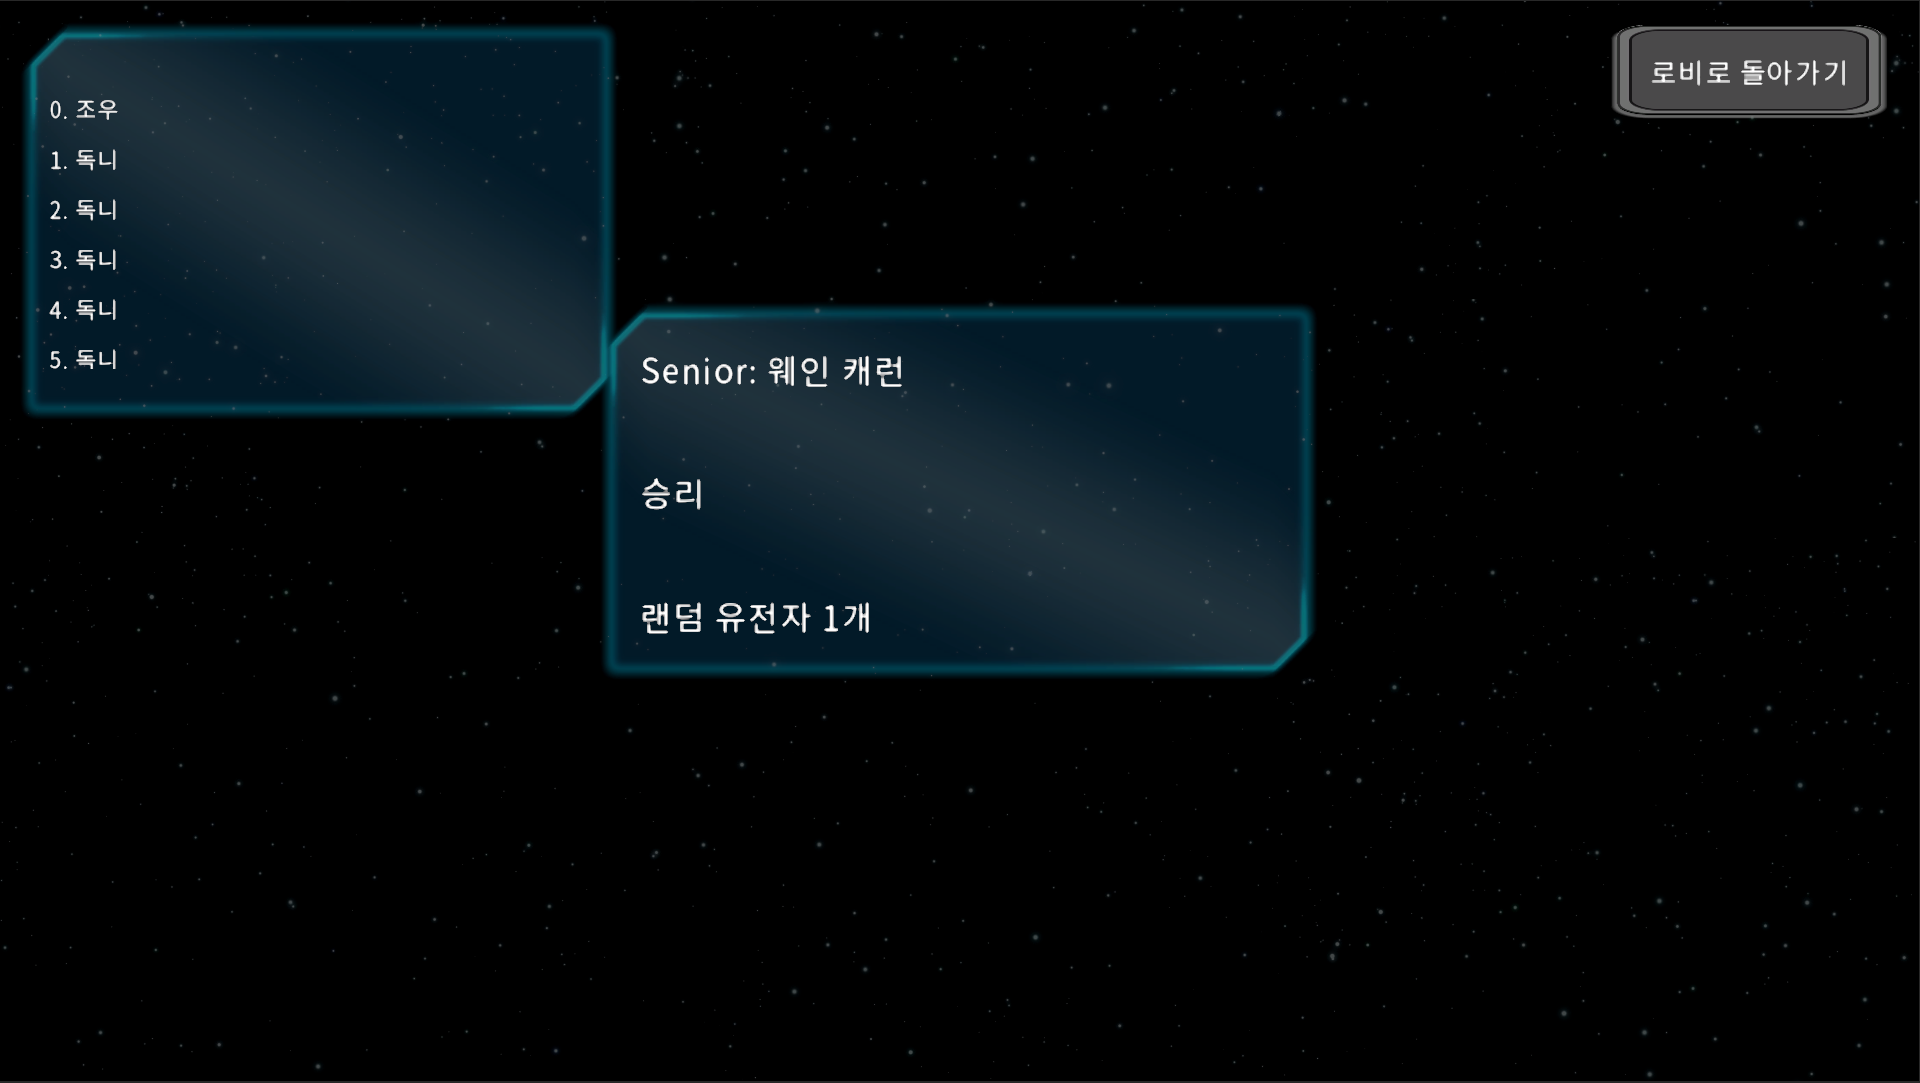 0. 조우
1. 독니
2. 독니
3. 독니
4. 독니
5. 독니
로비로 돌아가기
Senior: 웨인 캐런
승리
랜덤 유전자 1개